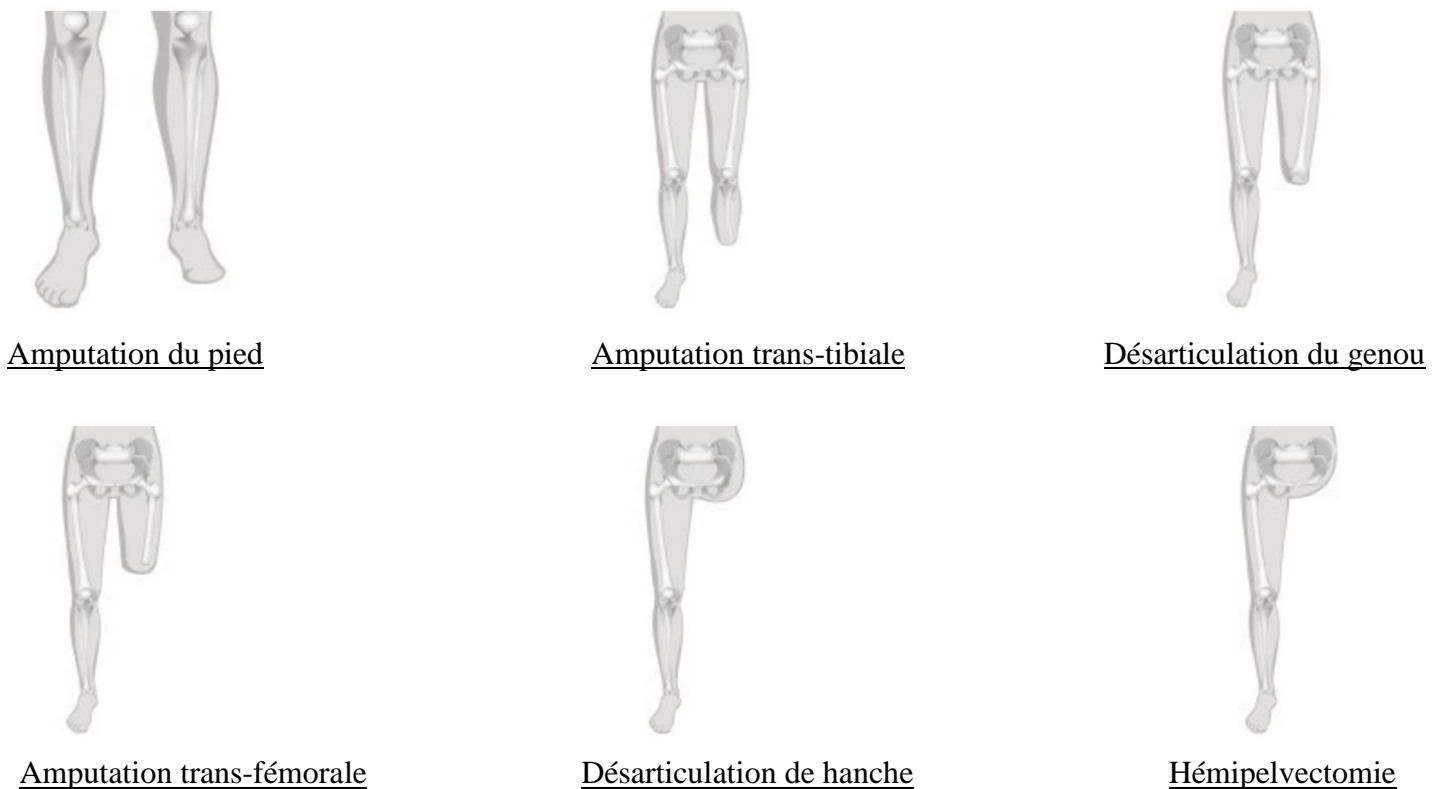 Amputation du pied
Amputation trans-tibiale
Désarticulation du genou
Amputation trans-fémorale
Désarticulation de hanche
Hémipelvectomie